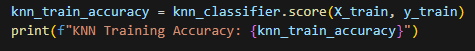 knn_train_accuracy = knn_classifier.score(X_train, y_train)
print(f"KNN Training Accuracy: {knn_train_accuracy}")